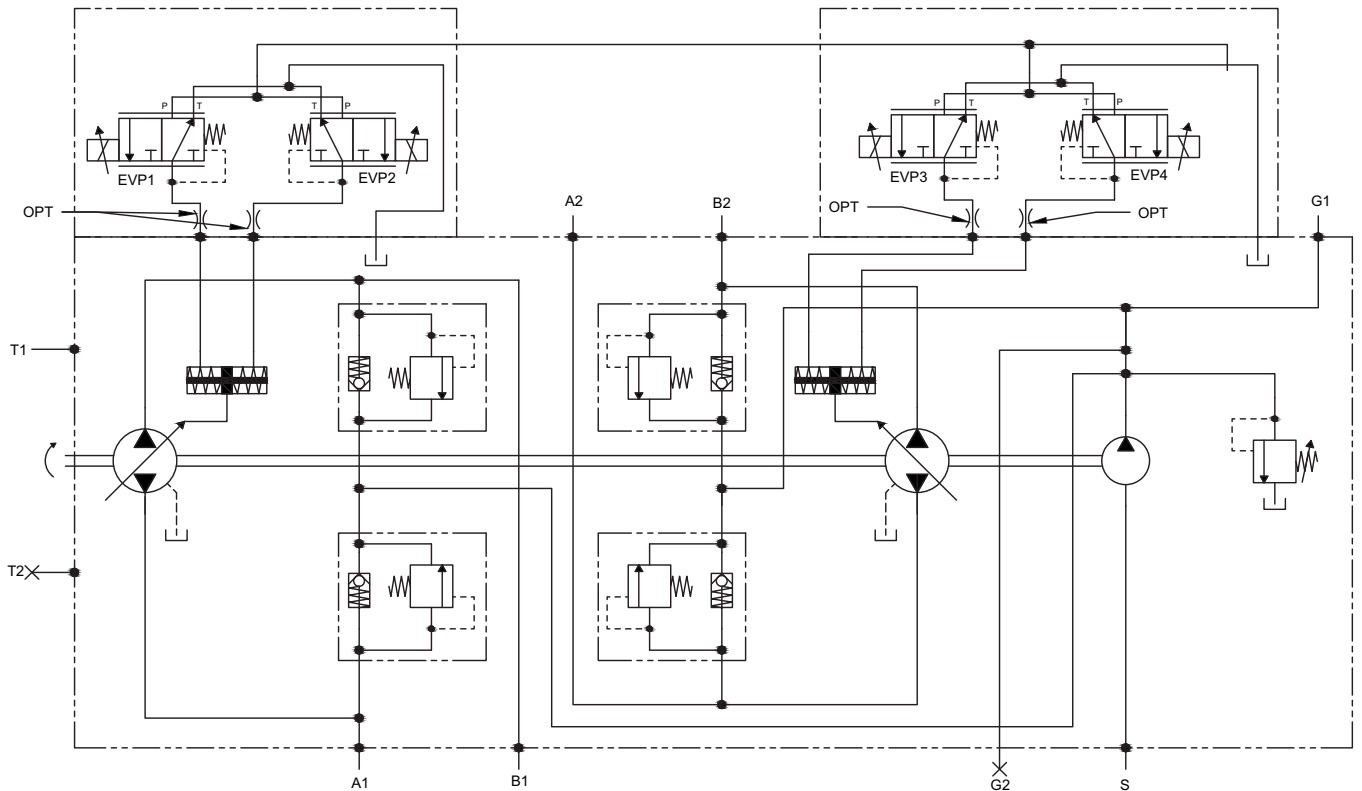 P T T P
EVP1 EVP2
P T T P
EVP3 EVP4
OPT
A2
B2
OPT
OPT
G1
T1
T2
A1
B1
G2
S